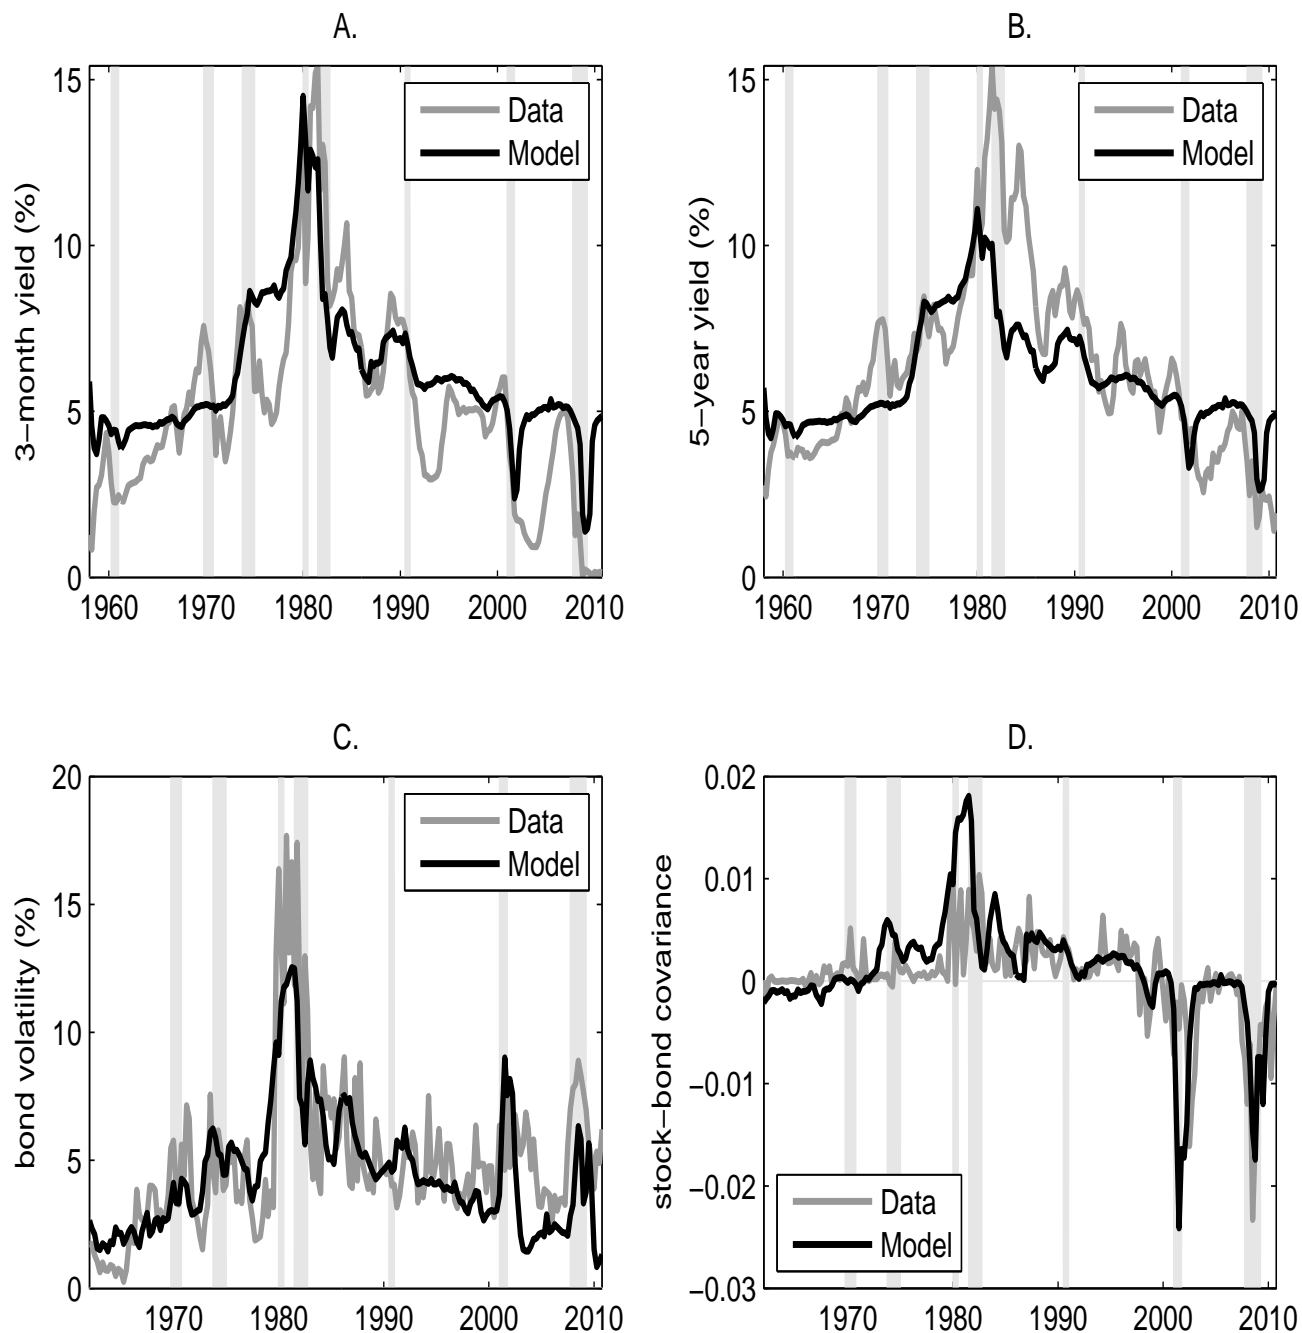 A.
3−month yield (%)
15
10
5
0
1960 1970 1980 1990 2000 2010
Data
Model
B.
5−year yield (%)
15
10
5
0
1960 1970 1980 1990 2000 2010
Data
Model
C.
bond volatility (%)
20
15
10
5
0
1970 1980 1990 2000 2010
Data
Model
D.
stock−bond covariance
0.02
0.01
0
−0.01
−0.02
−0.03
1970 1980 1990 2000 2010
Data
Model